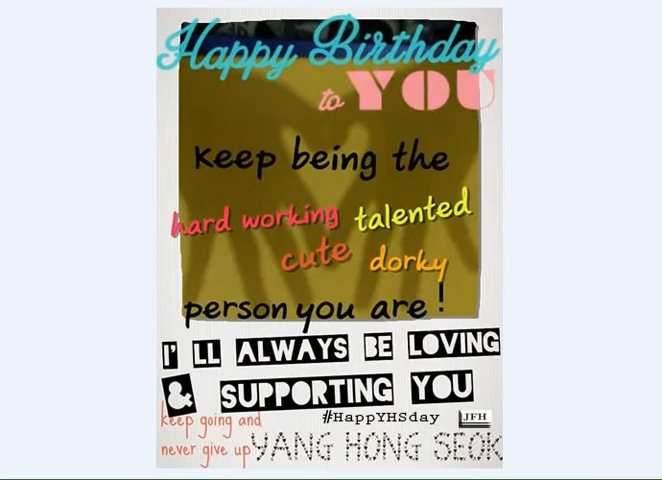 Happy Birthday
to YOU
keep being the
hard working talented
cute dorky
person you are !
I'LL ALWAYS BE LOVING
& SUPPORTING YOU
#HappYHSday JFH
keep going and
never give up YANG HONG SEOK